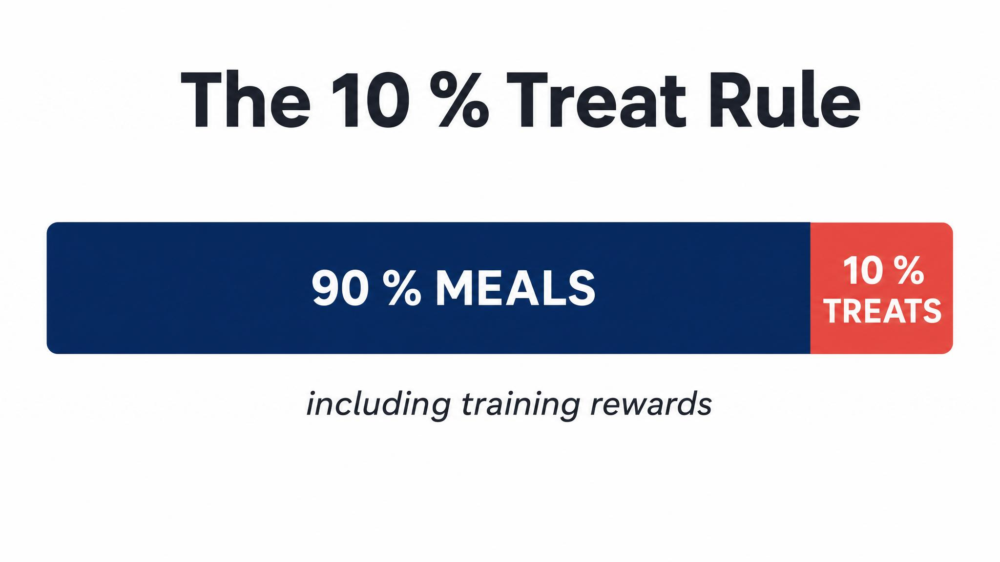 The 10 % Treat Rule
90 % MEALS
10 %
TREATS
including training rewards